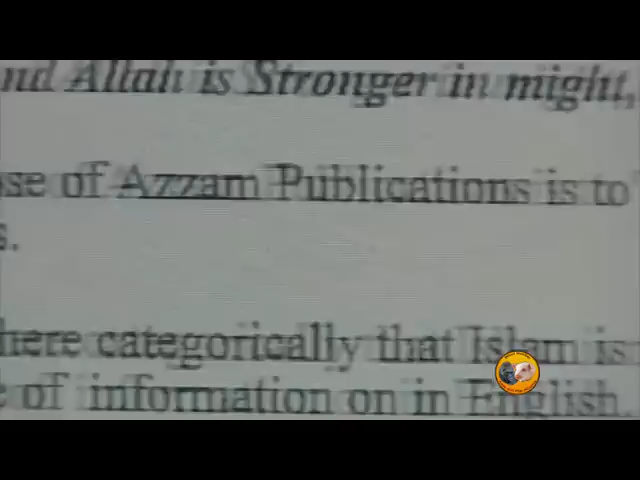 nd Allah is Stronger in might,
se of Azzam Publications is to
s.
here categorically that Islam is
e of information on in English.